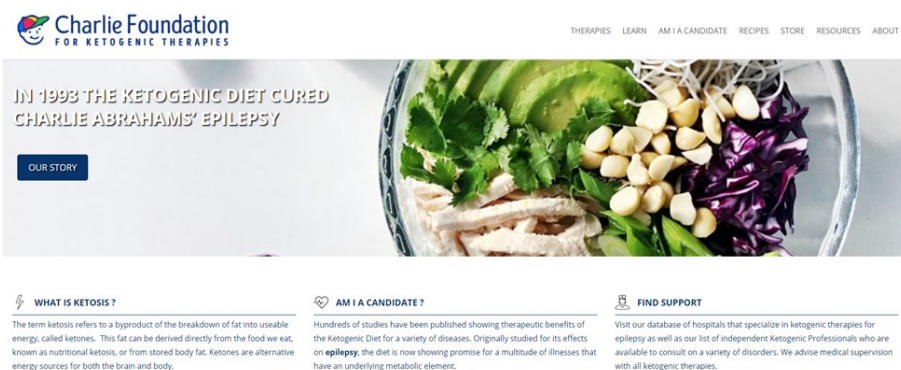 Charlie Foundation
FOR KETOGENIC THERAPIES
THERAPIES LEARN AM I A CANDIDATE RECIPES STORE RESOURCES ABOUT
IN 1993 THE KETOGENIC DIET CURED
CHARLIE ABRAHAMS' EPILEPSY
OUR STORY
WHAT IS KETOSIS ?
The term ketosis refers to a byproduct of the breakdown of fat into useable
energy, called ketones. This fat can be derived directly from the food we eat,
known as nutritional ketosis, or from stored body fat. Ketones are alternative
energy sources for both the brain and body.
AM I A CANDIDATE ?
Hundreds of studies have been published showing therapeutic benefits of
the Ketogenic Diet for a variety of diseases. Originally studied for its effects
on epilepsy, the diet is now showing promise for a multitude of illnesses that
have an underlying metabolic element.
FIND SUPPORT
Visit our database of hospitals that specialize in ketogenic therapies for
epilepsy as well as our list of independent Ketogenic Professionals who are
available to consult on a variety of disorders. We advise medical supervision
with all ketogenic therapies.